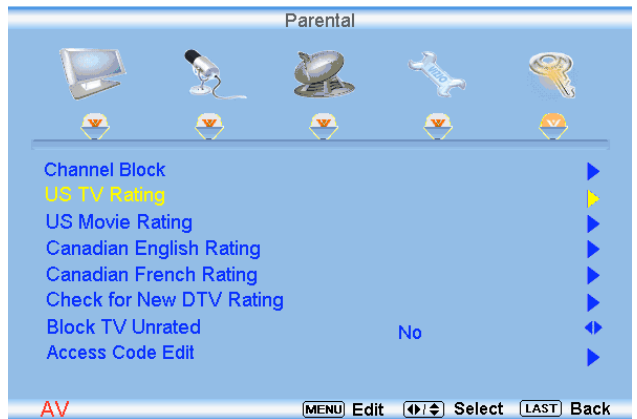 Parental
Channel Block
US TV Rating
US Movie Rating
Canadian English Rating
Canadian French Rating
Check for New DTV Rating
Block TV Unrated No
Access Code Edit
AV MENU Edit / Select LAST Back